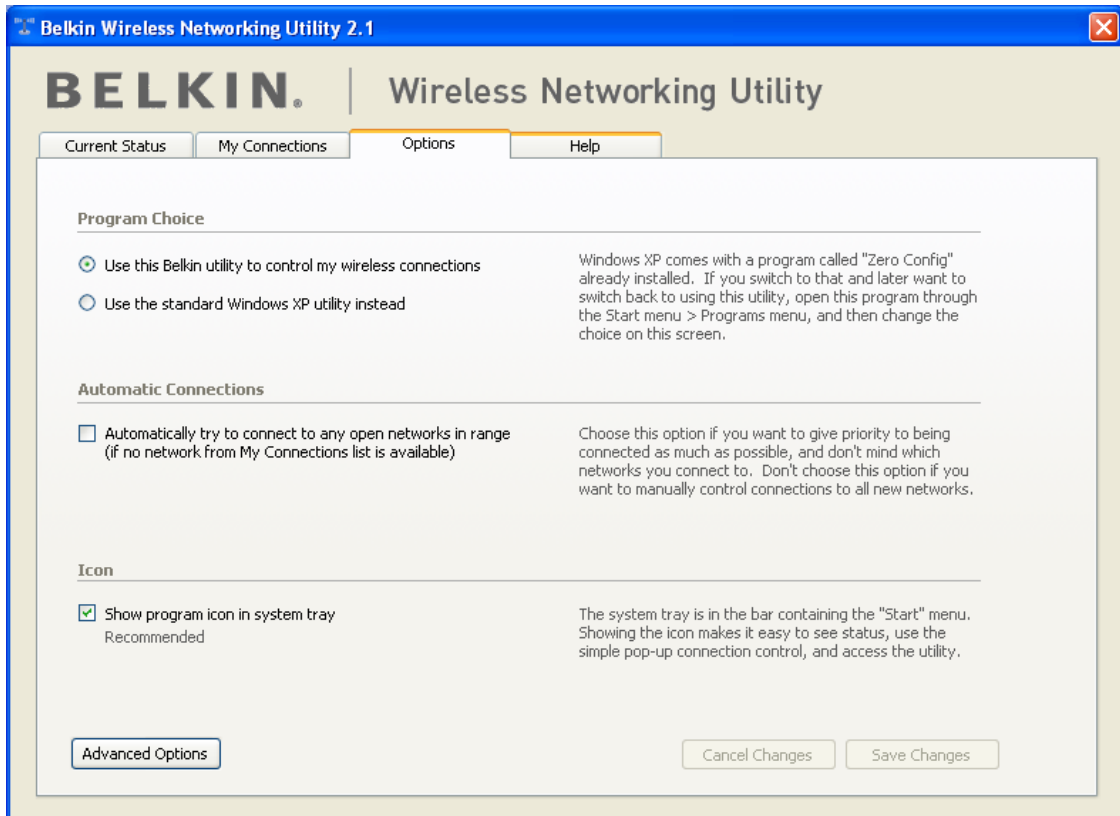 Belkin Wireless Networking Utility 2.1
BELKIN. Wireless Networking Utility
Current Status My Connections Options Help
Program Choice
Use this Belkin utility to control my wireless connections
Use the standard Windows XP utility instead
Windows XP comes with a program called "Zero Config"
already installed. If you switch to that and later want to
switch back to using this utility, open this program through
the Start menu > Programs menu, and then change the
choice on this screen.
Automatic Connections
Automatically try to connect to any open networks in range
(if no network from My Connections list is available)
Choose this option if you want to give priority to being
connected as much as possible, and don't mind which
networks you connect to. Don't choose this option if you
want to manually control connections to all new networks.
Icon
Show program icon in system tray
Recommended
The system tray is in the bar containing the "Start" menu.
Showing the icon makes it easy to see status, use the
simple pop-up connection control, and access the utility.
Advanced Options Cancel Changes Save Changes